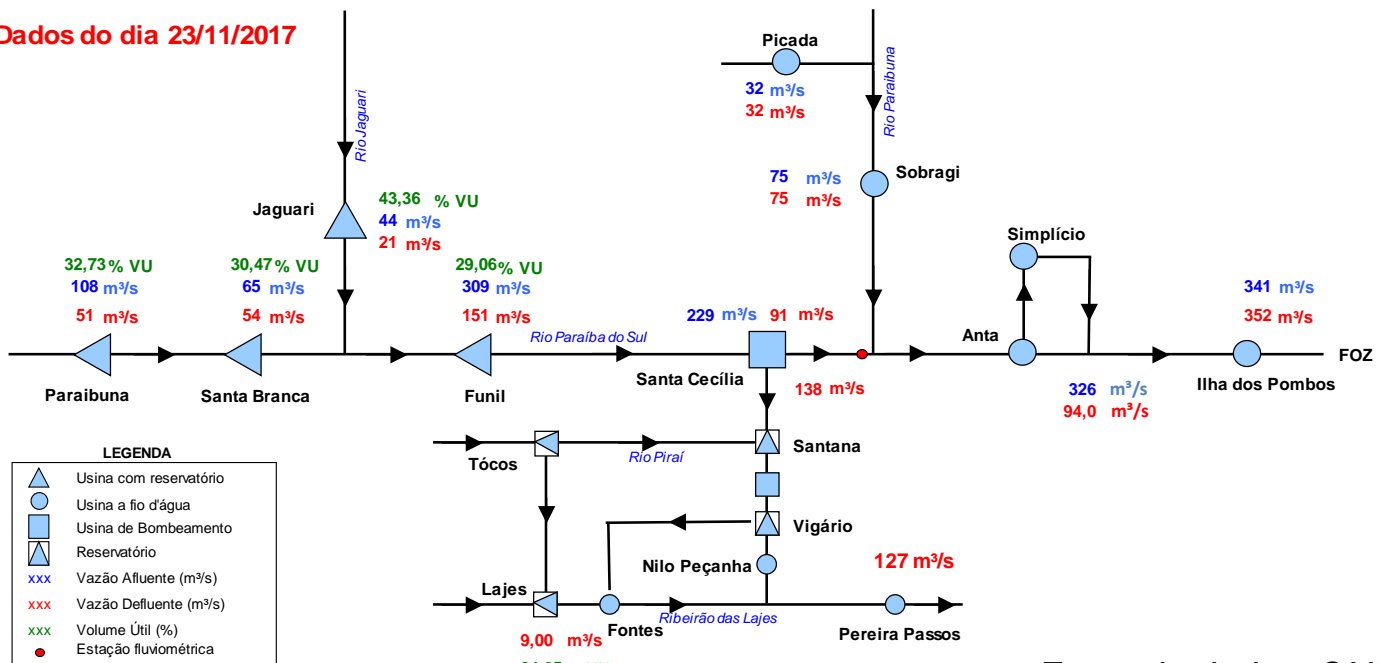 Dados do dia 23/11/2017
Picada
32 m³/s
32 m³/s
Rio Paraibuna
Rio Jaguari
75 m³/s
75 m³/s
Sobragi
Jaguari
43,36 % VU
44 m³/s
21 m³/s
Simplício
32,73 % VU
108 m³/s
51 m³/s
30,47 % VU
65 m³/s
54 m³/s
29,06 % VU
309 m³/s
151 m³/s
Rio Paraíba do Sul
229 m³/s 91 m³/s
341 m³/s
352 m³/s
Anta
FOZ
Paraibuna
Santa Branca
Funil
Santa Cecília
138 m³/s
326 m³/s
94,0 m³/s
Ilha dos Pombos
Tócos
Rio Piraí
Santana
Vigário
Nilo Peçanha
127 m³/s
Lajes
Fontes
Ribeirão das Lajes
Pereira Passos
9,00 m³/s
LEGENDA
Usina com reservatório
Usina a fio d'água
Usina de Bombeamento
Reservatório
xxx Vazão Afluente (m³/s)
xxx Vazão Defluente (m³/s)
xxx Volume Útil (%)
Estação fluviométrica